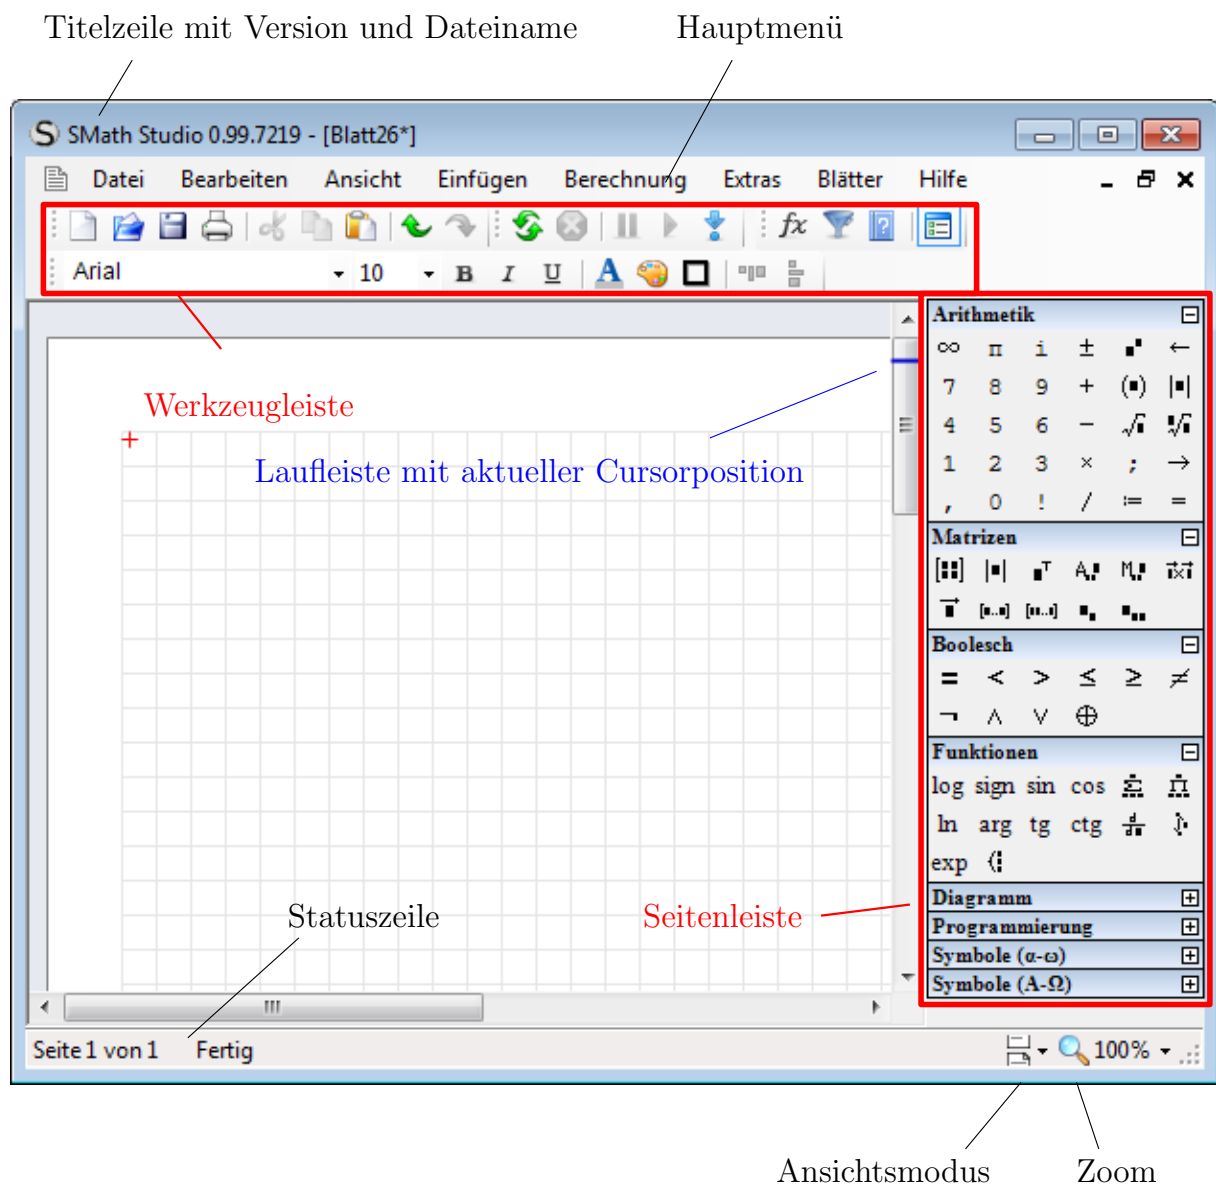 Titelzeile mit Version und Dateiname Hauptmenü
SMath Studio 0.99.7219 - [Blatt26*]
Datei Bearbeiten Ansicht Einfügen Berechnung Extras Blätter Hilfe
fx
Arial 10 B I U A
Werkzeugleiste
Laufleiste mit aktueller Cursorposition
Arithmetik
∞ π i ± ←
7 8 9 + (▪) |▪|
4 5 6 −
1 2 3 × ; →
, 0 ! / := =
Matrizen
Boolesch
= < > ≤ ≥ ≠
¬ ∧ ∨ ⊕
Funktionen
log sign sin cos
ln arg tg ctg
exp
Diagramm
Programmierung
Symbole (α-ω)
Symbole (Α-Ω)
Statuszeile
Seitenleiste
Seite 1 von 1 Fertig 100%
Ansichtsmodus Zoom